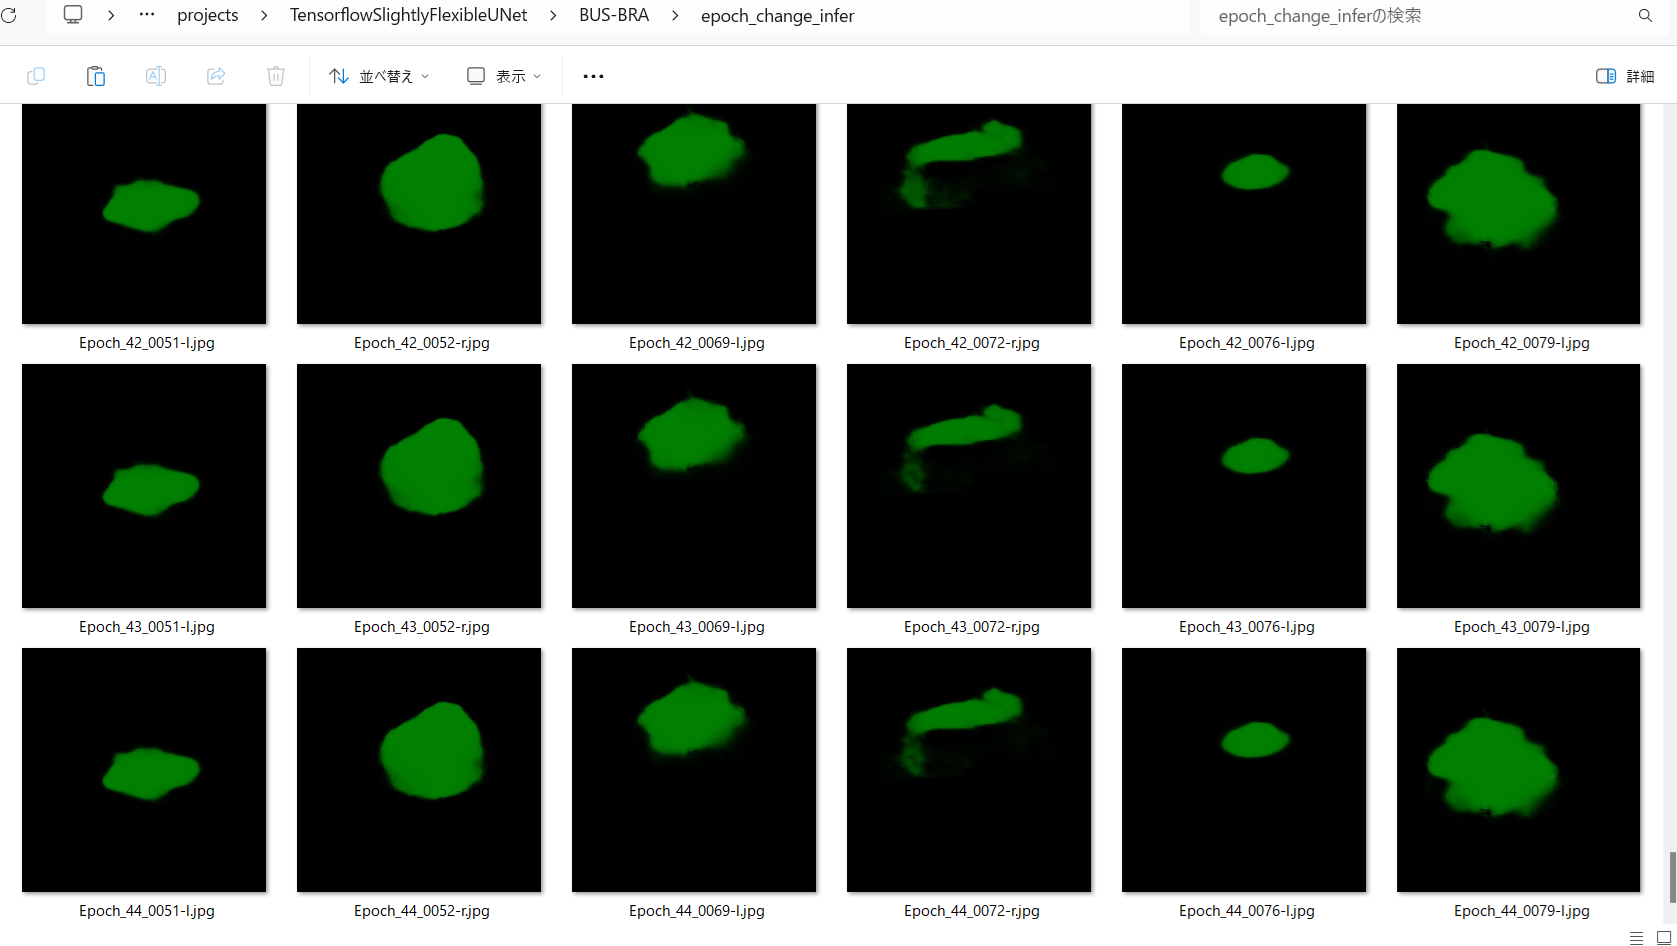 projects > TensorflowSlightlyFlexibleUNet > BUS-BRA > epoch_change_infer
epoch_change_inferの検索
並べ替え
表示
詳細
Epoch_42_0051-l.jpg
Epoch_42_0052-r.jpg
Epoch_42_0069-l.jpg
Epoch_42_0072-r.jpg
Epoch_42_0076-l.jpg
Epoch_42_0079-l.jpg
Epoch_43_0051-l.jpg
Epoch_43_0052-r.jpg
Epoch_43_0069-l.jpg
Epoch_43_0072-r.jpg
Epoch_43_0076-l.jpg
Epoch_43_0079-l.jpg
Epoch_44_0051-l.jpg
Epoch_44_0052-r.jpg
Epoch_44_0069-l.jpg
Epoch_44_0072-r.jpg
Epoch_44_0076-l.jpg
Epoch_44_0079-l.jpg